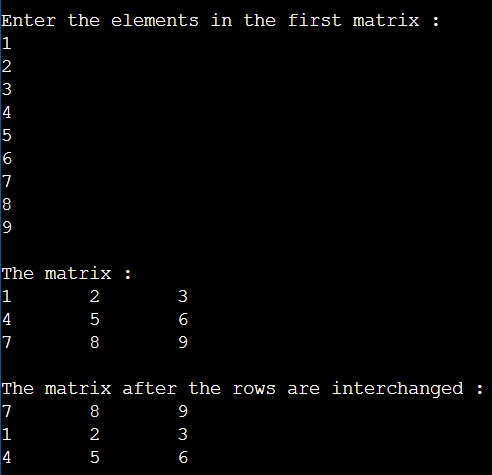 Enter the elements in the first matrix :
1
2
3
4
5
6
7
8
9
The matrix :
1 2 3
4 5 6
7 8 9
The matrix after the rows are interchanged :
7 8 9
1 2 3
4 5 6